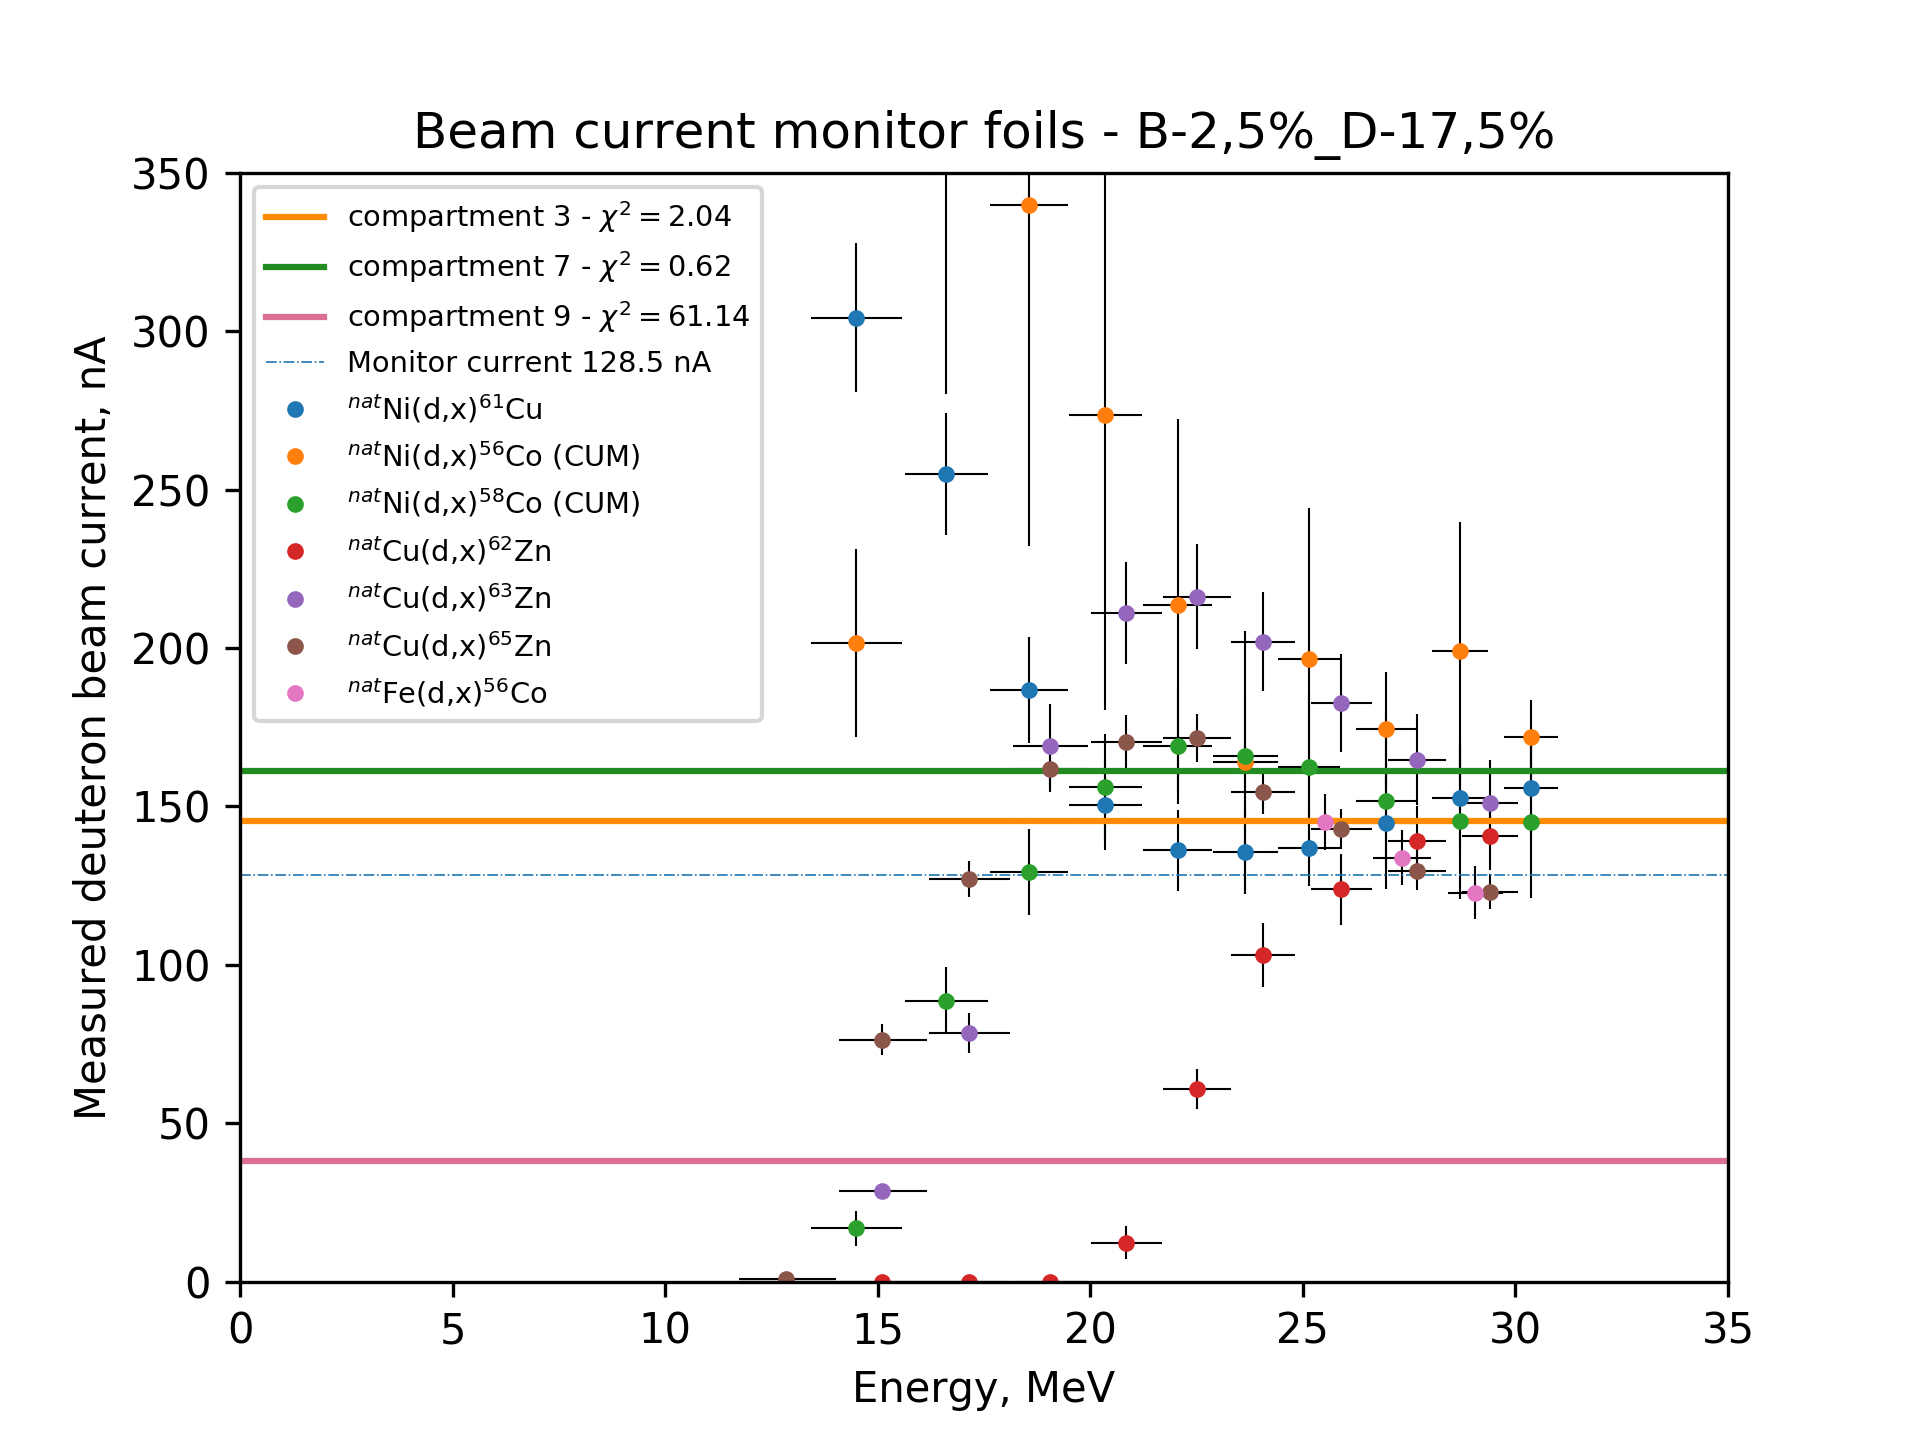 Beam current monitor foils - B-2,5%_D-17,5%
Measured deuteron beam current, nA
350
300
250
200
150
100
50
0
compartment 3 - χ² = 2.04
compartment 7 - χ² = 0.62
compartment 9 - χ² = 61.14
Monitor current 128.5 nA
ⁿᵃᵗNi(d,x)⁶¹Cu
ⁿᵃᵗNi(d,x)⁵⁶Co (CUM)
ⁿᵃᵗNi(d,x)⁵⁸Co (CUM)
ⁿᵃᵗCu(d,x)⁶²Zn
ⁿᵃᵗCu(d,x)⁶³Zn
ⁿᵃᵗCu(d,x)⁶⁵Zn
ⁿᵃᵗFe(d,x)⁵⁶Co
0 5 10 15 20 25 30 35
Energy, MeV